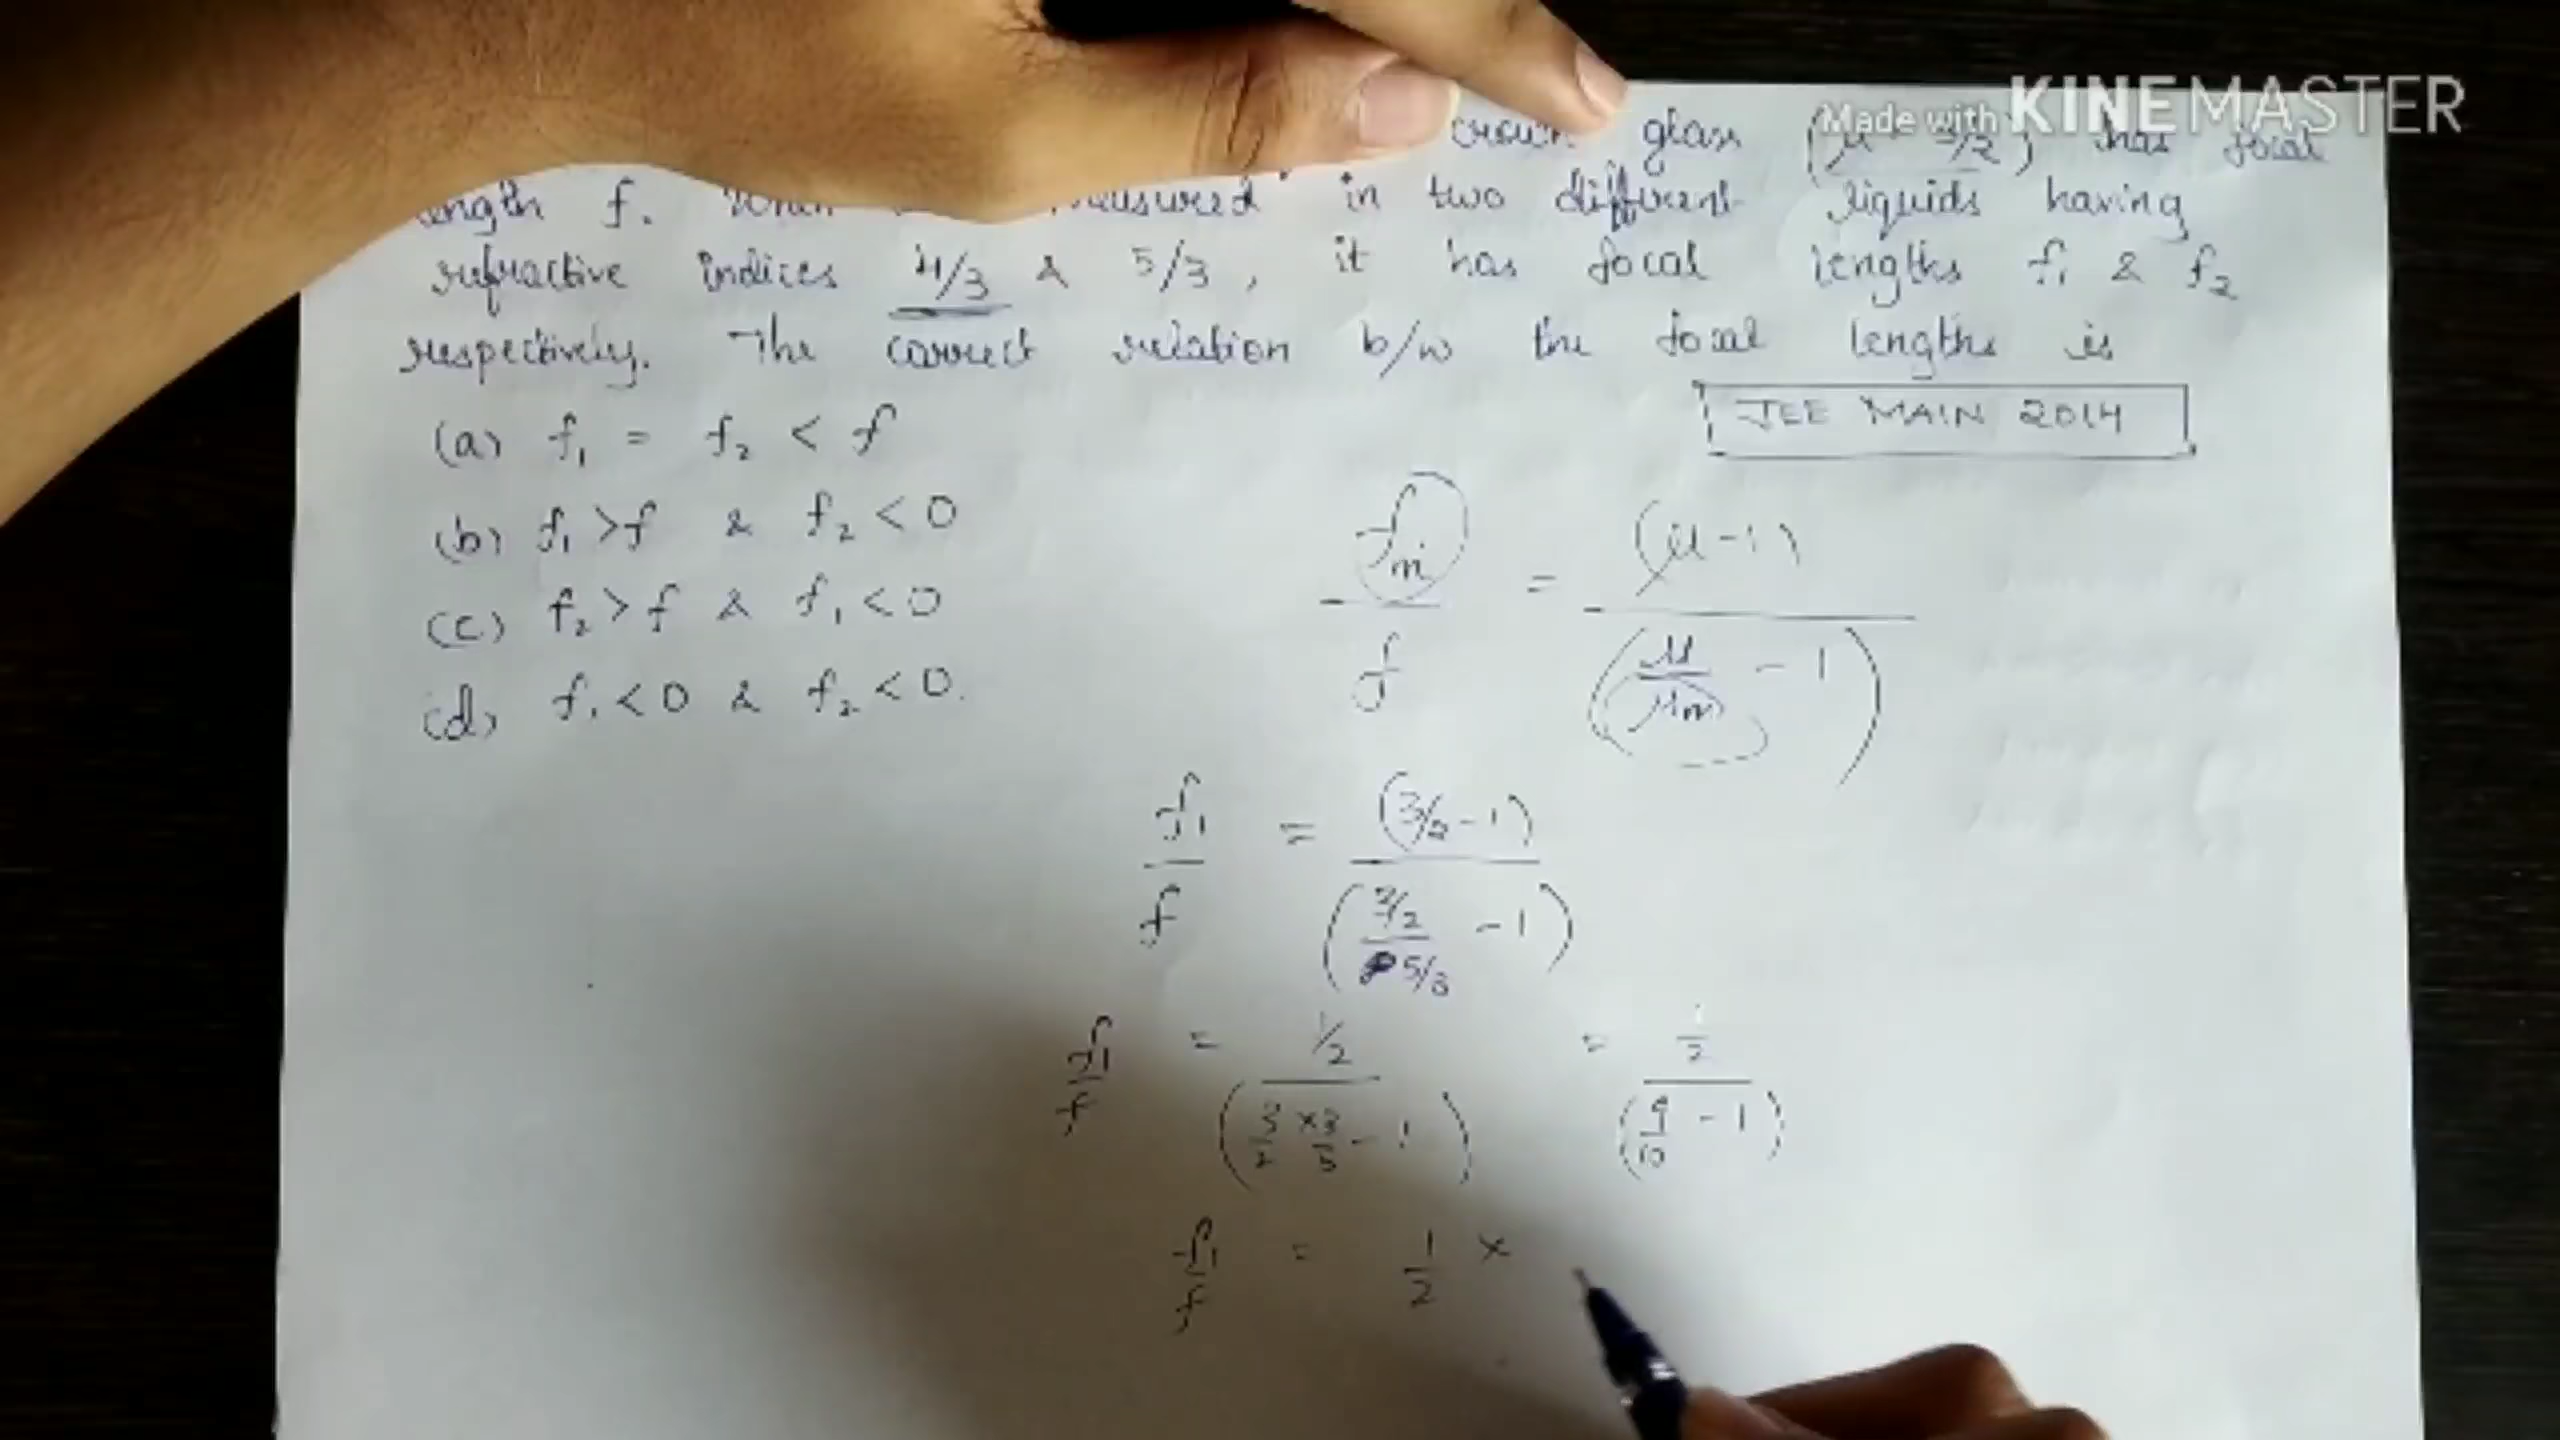 Made with KINEMASTER
crown glass (μ = 3/2) has focal
length f. When measured in two different liquids having
refractive indices 4/3 & 5/3, it has focal lengths f₁ & f₂
respectively. The correct relation b/w the focal lengths is
JEE MAIN 2014
(a) f₁ = f₂ < f
(b) f₁ > f & f₂ < 0
(c) f₂ > f & f₁ < 0
(d) f₁ < 0 & f₂ < 0.
fm/f = (μ-1)/(μ/μm - 1)
f₁/f = (3/2-1)/((3/2)/(5/3) - 1)
f₁/f = (1/2)/(3/2 × 3/5 - 1) = (1/2)/(9/10 - 1)
f₁/f = 1/2 ×